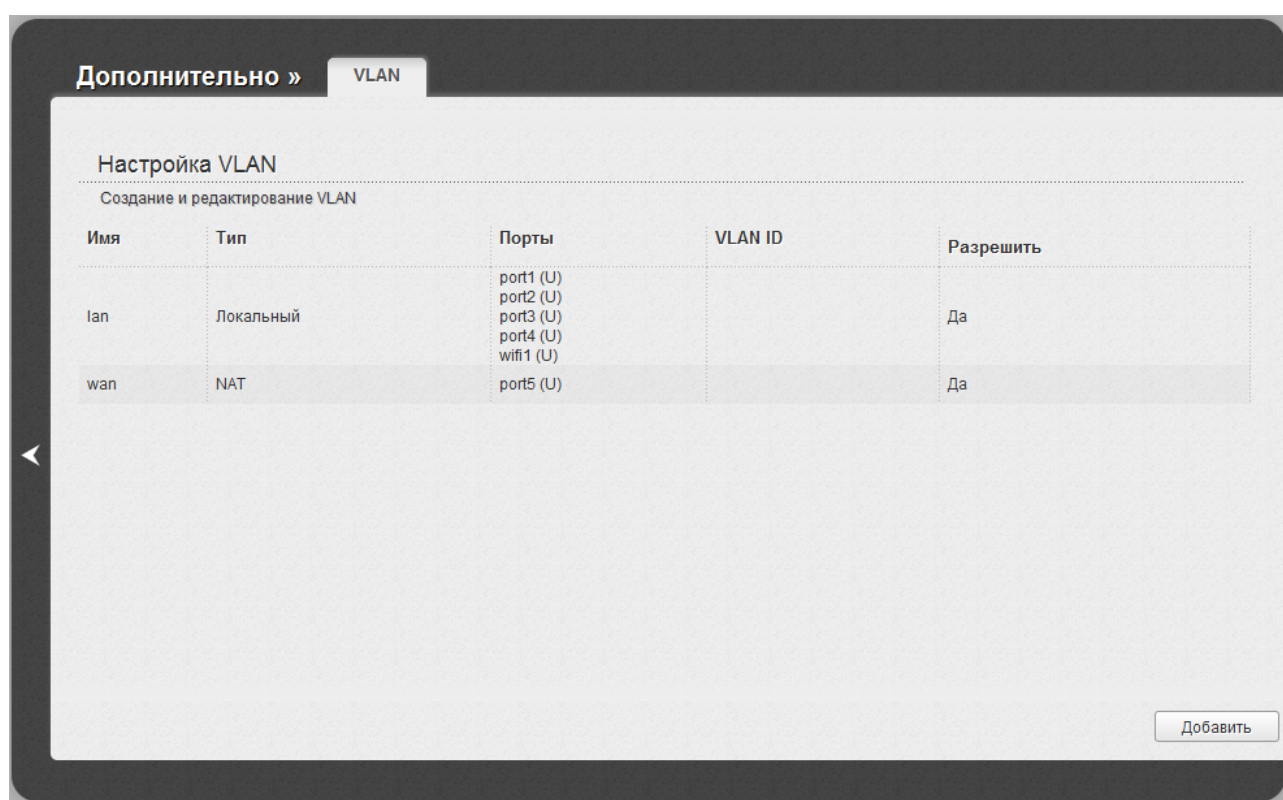 Дополнительно » VLAN
Настройка VLAN
Создание и редактирование VLAN
Имя Тип Порты VLAN ID Разрешить
lan Локальный port1 (U) Да
port2 (U)
port3 (U)
port4 (U)
wifi1 (U)
wan NAT port5 (U) Да
Добавить